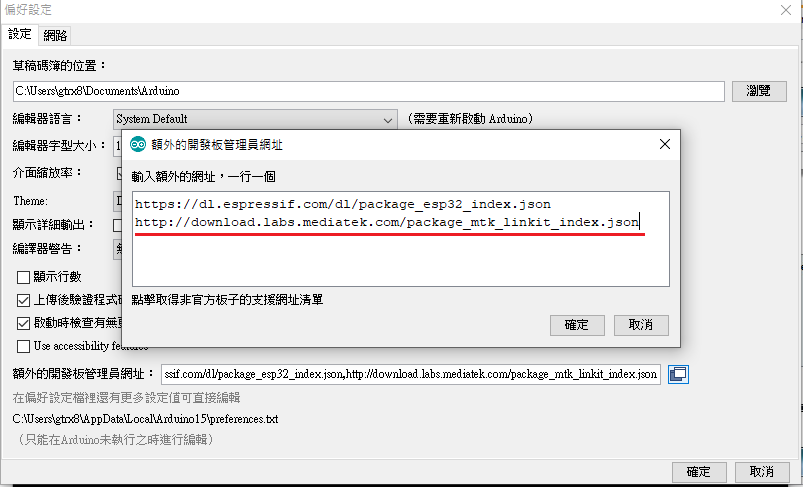 偏好設定
設定 網路
草稿碼簿的位置：
C:\Users\gtrx8\Documents\Arduino 瀏覽
編輯器語言： System Default (需要重新啟動 Arduino)
編輯器字型大小： 1
介面縮放率：
Theme: D
顯示詳細輸出：
編譯器警告：
額外的開發板管理員網址
輸入額外的網址，一行一個
https://dl.espressif.com/dl/package_esp32_index.json
http://download.labs.mediatek.com/package_mtk_linkit_index.json
點擊取得非官方板子的支援網址清單
確定 取消
顯示行數
上傳後驗證程式碼
啟動時檢查有無更
Use accessibility features
額外的開發板管理員網址： ssif.com/dl/package_esp32_index.json,http://download.labs.mediatek.com/package_mtk_linkit_index.json
在偏好設定檔裡還有更多設定值可直接編輯
C:\Users\gtrx8\AppData\Local\Arduino15\preferences.txt
（只能在Arduino未執行之時進行編輯）
確定 取消